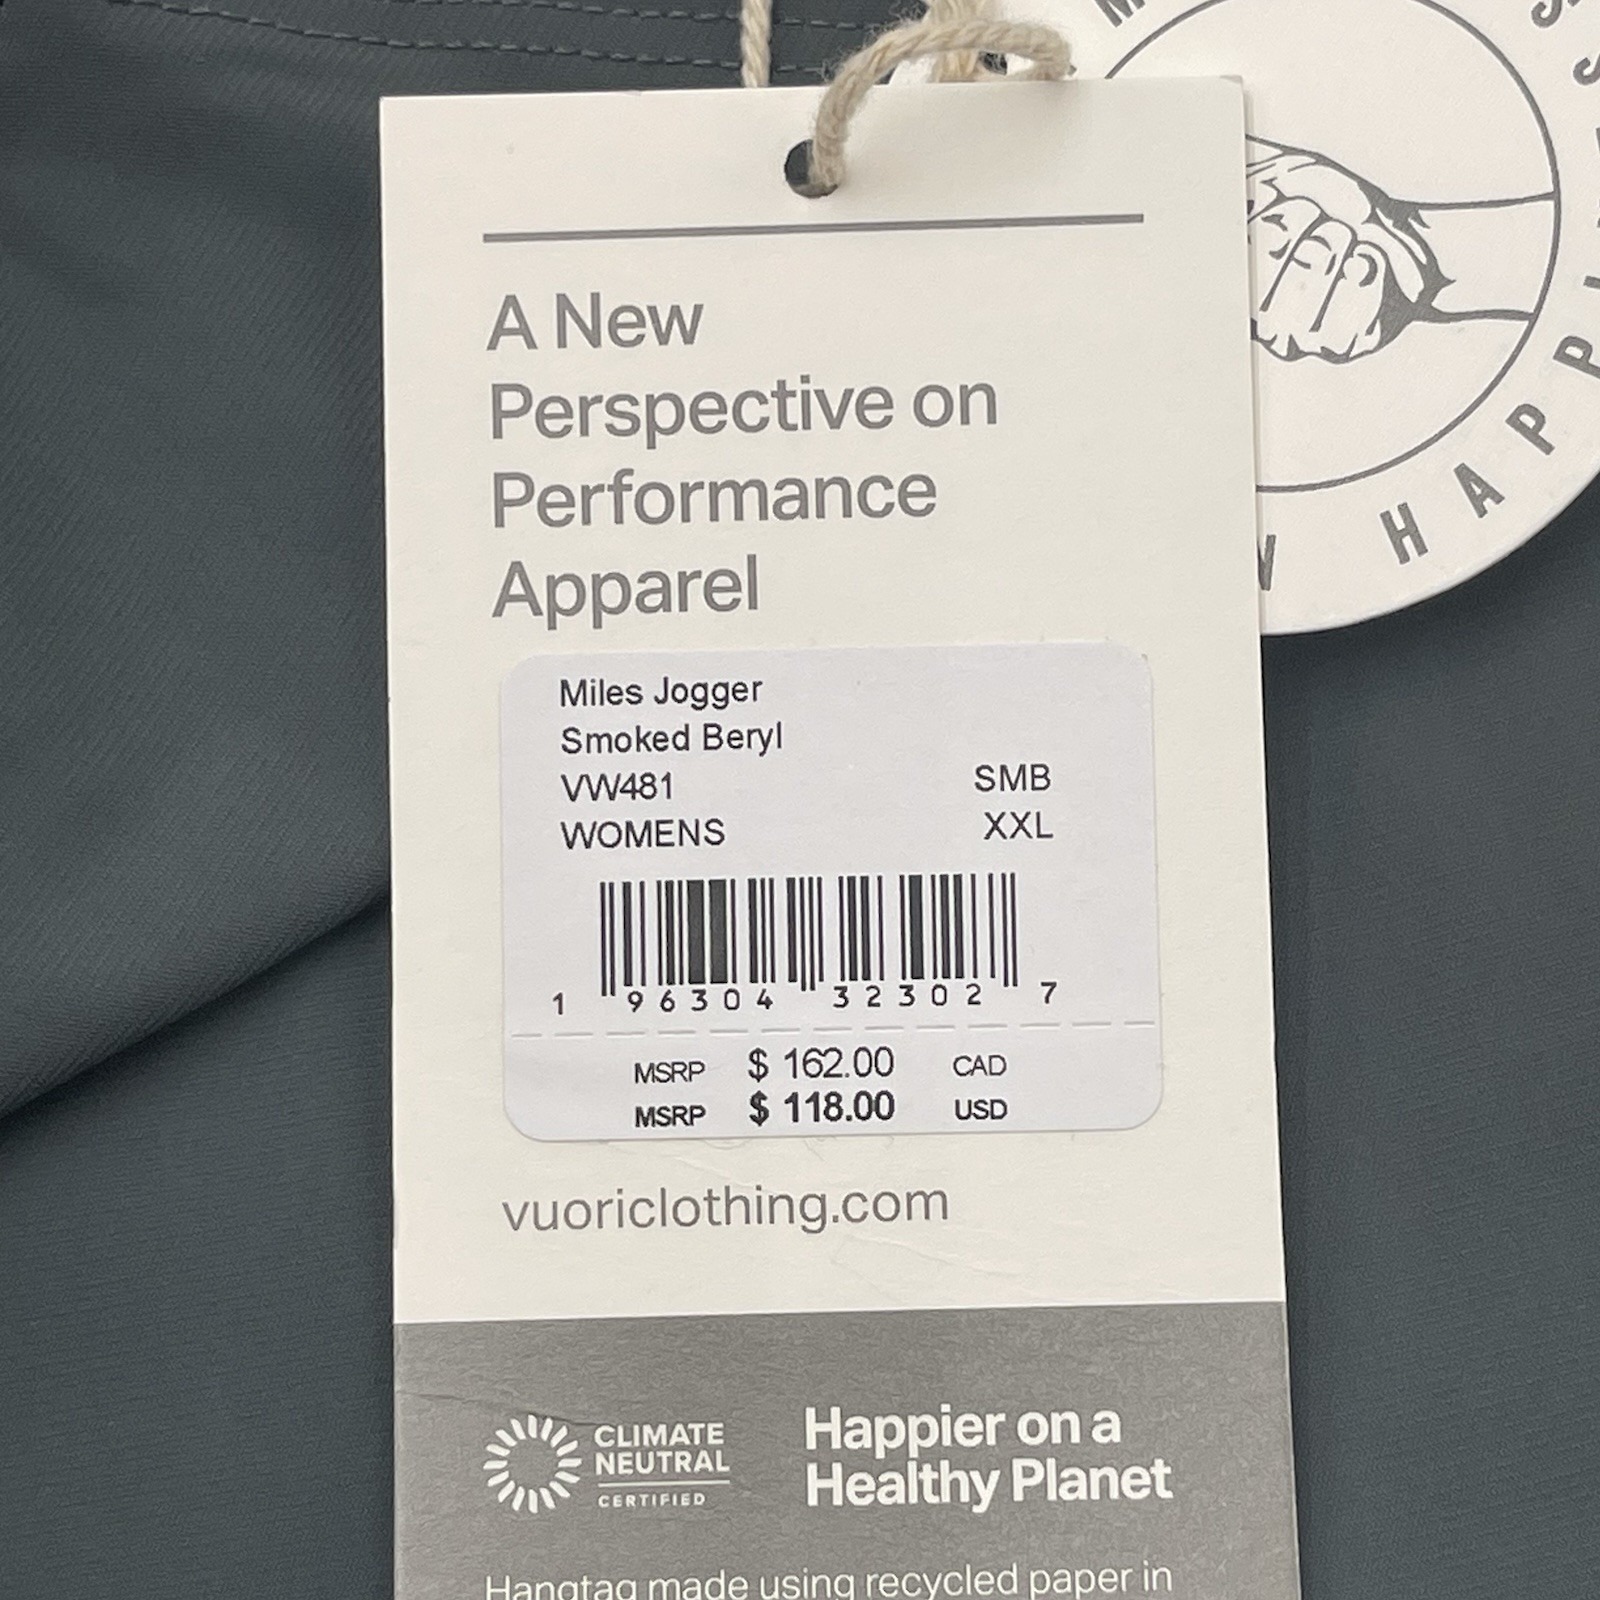 A New
Perspective on
Performance
Apparel
Miles Jogger
Smoked Beryl
VW481 SMB
WOMENS XXL
1 96304 32302 7
MSRP $ 162.00 CAD
MSRP $ 118.00 USD
vuoriclothing.com
CLIMATE
NEUTRAL
CERTIFIED
Happier on a
Healthy Planet
Hangtag made using recycled paper in